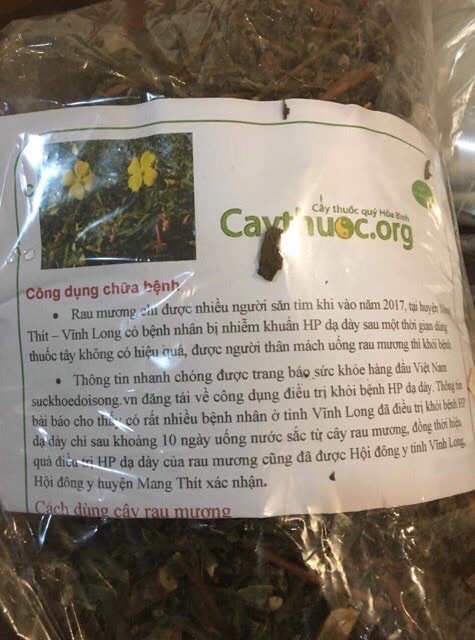 Cây thuốc quý Hòa Bình
Caythuoc.org
Công dụng chữa bệnh
• Rau mương chỉ được nhiều người săn tìm khi vào năm 2017, tại huyện Mang
Thít – Vĩnh Long có bệnh nhân bị nhiễm khuẩn HP dạ dày sau một thời gian dùng
thuốc tây không có hiệu quả, được người thân mách uống rau mương thì khỏi bệnh.
• Thông tin nhanh chóng được trang báo sức khỏe hàng đầu Việt Nam
suckhoedoisong.vn đăng tải về công dụng điều trị khỏi bệnh HP dạ dày. Thông tin
bài báo cho thấy có rất nhiều bệnh nhân ở tỉnh Vĩnh Long đã điều trị khỏi bệnh HP
dạ dày chỉ sau khoảng 10 ngày uống nước sắc từ cây rau mương, đồng thời hiệu
quả điều trị HP dạ dày của rau mương cũng đã được Hội đông y tỉnh Vĩnh Long,
Hội đông y huyện Mang Thít xác nhận.
Cách dùng cây rau mương